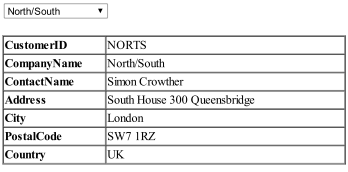 North/South
CustomerID NORTS
CompanyName North/South
ContactName Simon Crowther
Address South House 300 Queensbridge
City London
PostalCode SW7 1RZ
Country UK